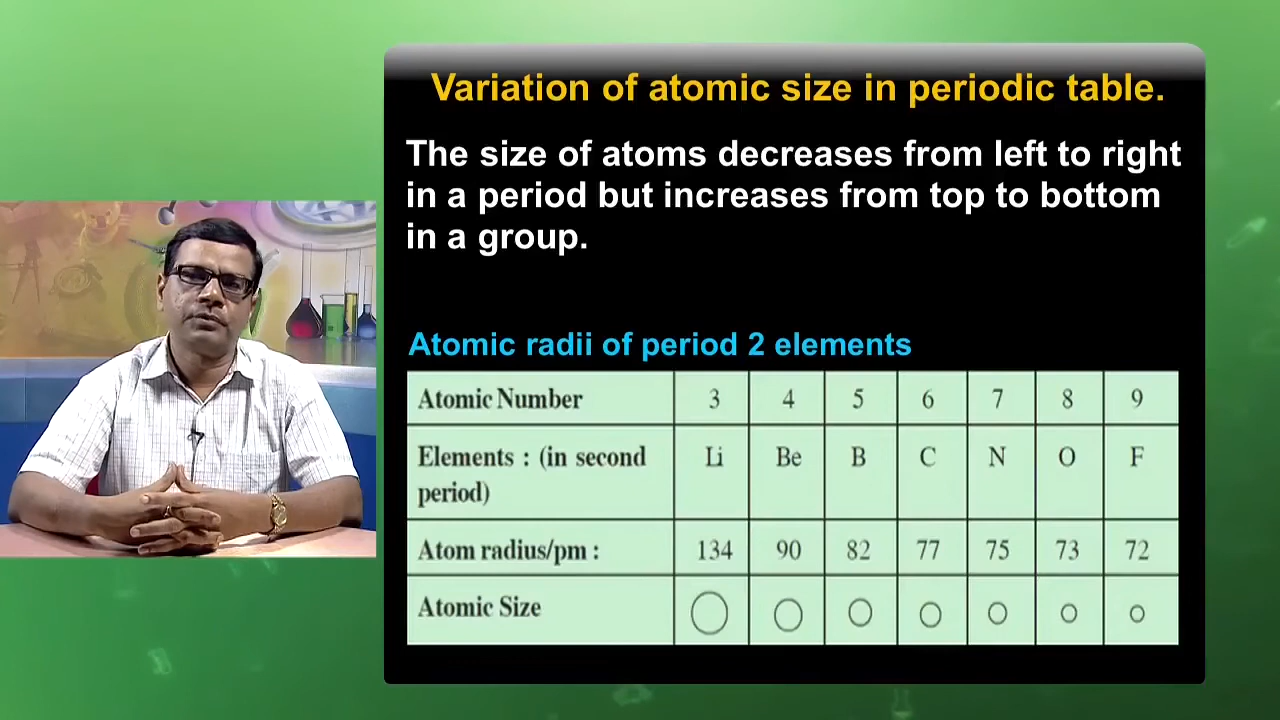 Variation of atomic size in periodic table.
The size of atoms decreases from left to right
in a period but increases from top to bottom
in a group.
Atomic radii of period 2 elements
Atomic Number 3 4 5 6 7 8 9
Elements : (in second Li Be B C N O F
period)
Atom radius/pm : 134 90 82 77 75 73 72
Atomic Size